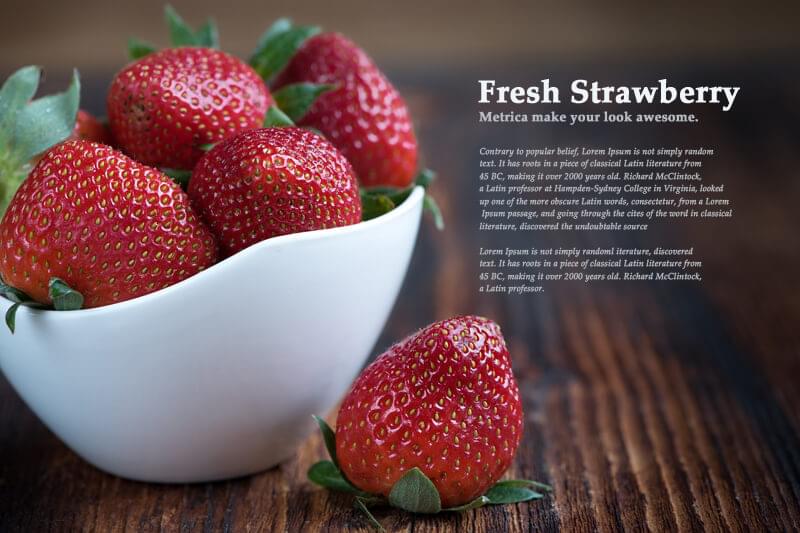 Fresh Strawberry
Metrica make your look awesome.
Contrary to popular belief, Lorem Ipsum is not simply random
text. It has roots in a piece of classical Latin literature from
45 BC, making it over 2000 years old. Richard McClintock,
a Latin professor at Hampden-Sydney College in Virginia, looked
up one of the more obscure Latin words, consectetur, from a Lorem
Ipsum passage, and going through the cites of the word in classical
literature, discovered the undoubtable source
Lorem Ipsum is not simply randoml iterature, discovered
text. It has roots in a piece of classical Latin literature from
45 BC, making it over 2000 years old. Richard McClintock,
a Latin professor.